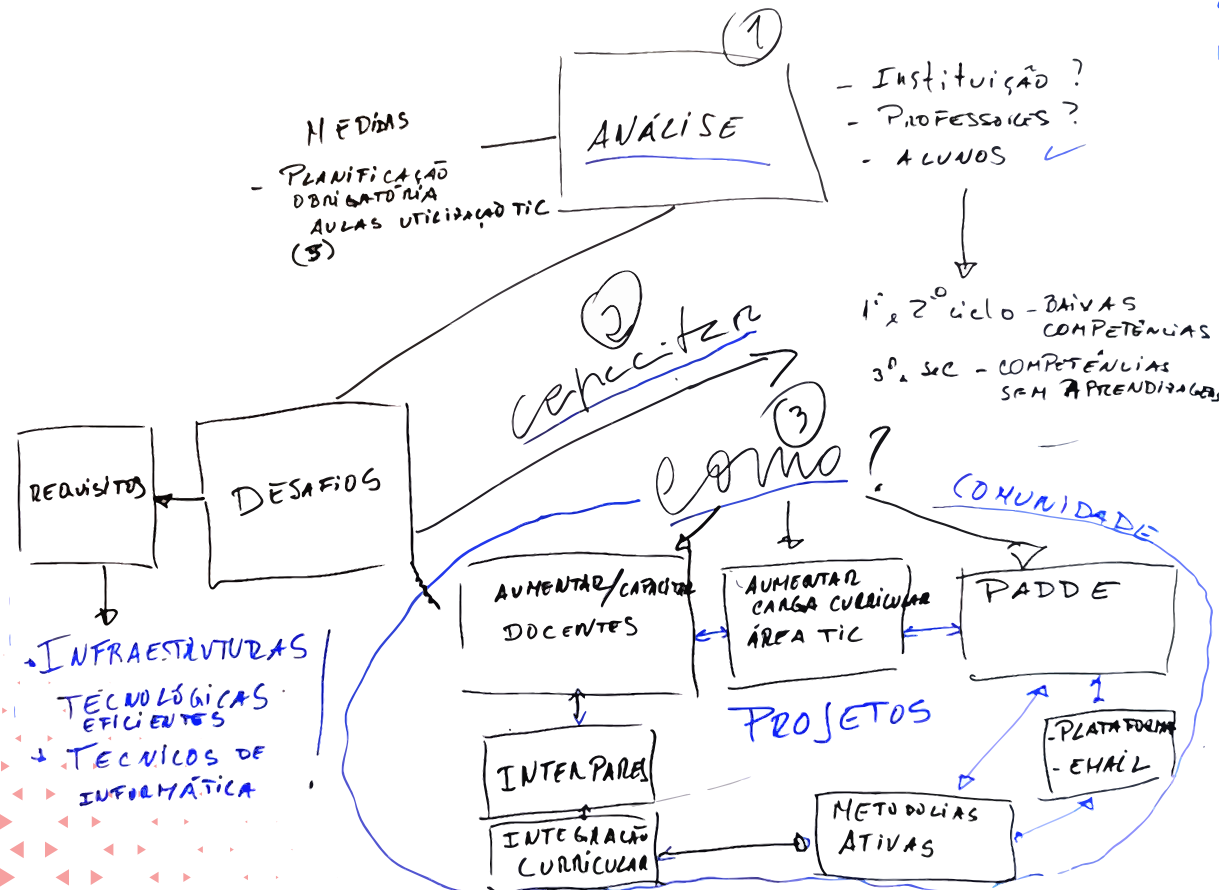 1
ANÁLISE
- Instituição ?
- PROFESSORES ?
- ALUNOS
MEDIDAS
- PLANIFICAÇÃO
OBRIGATÓRIA
AULAS UTILIZAÇÃO TIC
(5)
1º e 2º ciclo - BAIXAS
COMPETÊNCIAS
3º e SEC - COMPETÊNCIAS
SEM APRENDIZAGEM
2
capacitar
3
como ?
REQUISITOS
DESAFIOS
COMUNIDADE
AUMENTAR/CAPACITAR
DOCENTES
AUMENTAR
CARGA CURRICULAR
ÁREA TIC
PADDE
INFRAESTRUTURAS
TECNOLÓGICAS
EFICIENTES
TECNICOS DE
INFORMÁTICA
PROJETOS
- PLATAFORMA
- EMAIL
INTERPARES
INTEGRAÇÃO
CURRICULAR
METODOLIAS
ATIVAS